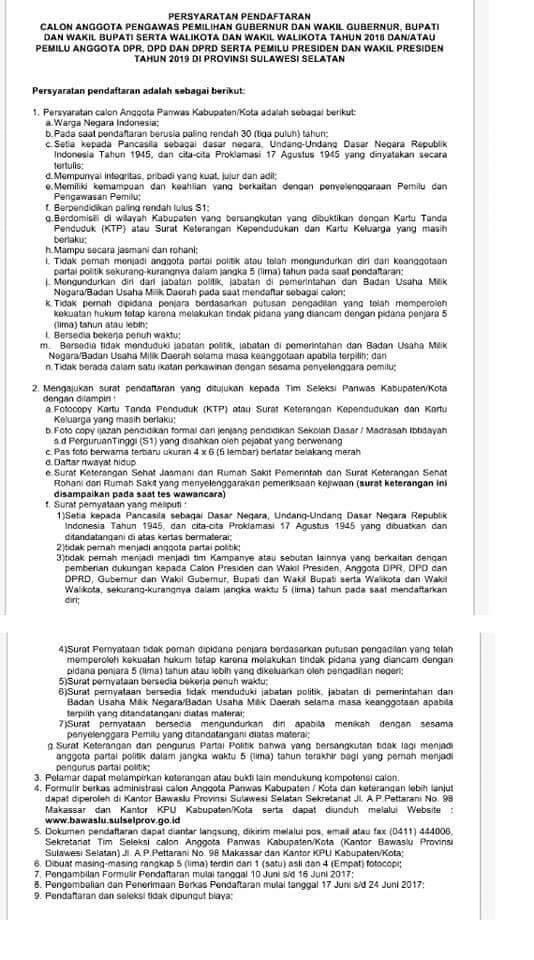 PERSYARATAN PENDAFTARAN
CALON ANGGOTA PENGAWAS PEMILIHAN GUBERNUR DAN WAKIL GUBERNUR, BUPATI
DAN WAKIL BUPATI SERTA WALIKOTA DAN WAKIL WALIKOTA TAHUN 2018 DAN/ATAU
PEMILU ANGGOTA DPR, DPD DAN DPRD SERTA PEMILU PRESIDEN DAN WAKIL PRESIDEN
TAHUN 2019 DI PROVINSI SULAWESI SELATAN
Persyaratan pendaftaran adalah sebagai berikut:
1. Persyaratan calon Anggota Panwas Kabupaten/Kota adalah sebagai berikut:
a. Warga Negara Indonesia;
b. Pada saat pendaftaran berusia paling rendah 30 (tiga puluh) tahun;
c. Setia kepada Pancasila sebagai dasar negara, Undang-Undang Dasar Negara Republik
Indonesia Tahun 1945, dan cita-cita Proklamasi 17 Agustus 1945 yang dinyatakan secara
tertulis;
d. Mempunyai integritas, pribadi yang kuat, jujur dan adil;
e. Memiliki kemampuan dan keahlian yang berkaitan dengan penyelenggaraan Pemilu dan
Pengawasan Pemilu;
f. Berpendidikan paling rendah lulus S1;
g. Berdomisili di wilayah Kabupaten yang bersangkutan yang dibuktikan dengan Kartu Tanda
Penduduk (KTP) atau Surat Keterangan Kependudukan dan Kartu Keluarga yang masih
berlaku;
h. Mampu secara jasmani dan rohani;
i. Tidak pernah menjadi anggota partai politik atau telah mengundurkan diri dari keanggotaan
partai politik sekurang-kurangnya dalam jangka 5 (lima) tahun pada saat pendaftaran;
j. Mengundurkan diri dari jabatan politik, jabatan di pemerintahan dan Badan Usaha Milik
Negara/Badan Usaha Milik Daerah pada saat mendaftar sebagai calon;
k. Tidak pernah dipidana penjara berdasarkan putusan pengadilan yang telah memperoleh
kekuatan hukum tetap karena melakukan tindak pidana yang diancam dengan pidana penjara 5
(lima) tahun atau lebih;
l. Bersedia bekerja penuh waktu;
m. Bersedia tidak menduduki jabatan politik, jabatan di pemerintahan dan Badan Usaha Milik
Negara/Badan Usaha Milik Daerah selama masa keanggotaan apabila terpilih; dan
n. Tidak berada dalam satu ikatan perkawinan dengan sesama penyelenggara pemilu;
2. Mengajukan surat pendaftaran yang ditujukan kepada Tim Seleksi Panwas Kabupaten/Kota
dengan dilampiri :
a. Fotocopy Kartu Tanda Penduduk (KTP) atau Surat Keterangan Kependudukan dan Kartu
Keluarga yang masih berlaku;
b. Foto copy ijazah pendidikan formal dari jenjang pendidikan Sekolah Dasar / Madrasah Ibtidayah
s.d PerguruanTinggi (S1) yang disahkan oleh pejabat yang berwenang
c. Pas foto berwarna terbaru ukuran 4 x 6 (5 lembar) berlatar belakang merah
d. Daftar riwayat hidup
e. Surat Keterangan Sehat Jasmani dari Rumah Sakit Pemerintah dan Surat Keterangan Sehat
Rohani dari Rumah Sakit yang menyelenggarakan pemeriksaan kejiwaan (surat keterangan ini
disampaikan pada saat tes wawancara)
f. Surat pernyataan yang meliputi :
1)Setia kepada Pancasila sebagai Dasar Negara, Undang-Undang Dasar Negara Republik
Indonesia Tahun 1945, dan cita-cita Proklamasi 17 Agustus 1945 yang dibuatkan dan
ditandatangani di atas kertas bermaterai;
2)tidak pernah menjadi anggota partai politik;
3)tidak pernah menjadi menjadi tim Kampanye atau sebutan lainnya yang berkaitan dengan
pemberian dukungan kepada Calon Presiden dan Wakil Presiden, Anggota DPR, DPD dan
DPRD, Gubernur dan Wakil Gubernur, Bupati dan Wakil Bupati serta Walikota dan Wakil
Walikota, sekurang-kurangnya dalam jangka waktu 5 (lima) tahun pada saat mendaftarkan
diri;
4)Surat Pernyataan tidak pernah dipidana penjara berdasarkan putusan pengadilan yang telah
memperoleh kekuatan hukum tetap karena melakukan tindak pidana yang diancam dengan
pidana penjara 5 (lima) tahun atau lebih yang dikeluarkan oleh pengadilan negeri;
5)Surat pernyataan bersedia bekerja penuh waktu;
6)Surat pernyataan bersedia tidak menduduki jabatan politik, jabatan di pemerintahan dan
Badan Usaha Milik Negara/Badan Usaha Milik Daerah selama masa keanggotaan apabila
terpilih yang ditandatangani diatas materai;
7)Surat pernyataan bersedia mengundurkan diri apabila menikah dengan sesama
penyelenggara Pemilu yang ditandatangani diatas materai;
g. Surat Keterangan dari pengurus Partai Politik bahwa yang bersangkutan tidak lagi menjadi
anggota partai politik dalam jangka waktu 5 (lima) tahun terakhir bagi yang pernah menjadi
pengurus partai politik;
3. Pelamar dapat melampirkan keterangan atau bukti lain mendukung kompotensi calon.
4. Formulir berkas administrasi calon Anggota Panwas Kabupaten / Kota dan keterangan lebih lanjut
dapat diperoleh di Kantor Bawaslu Provinsi Sulawesi Selatan Sekretariat Jl. A.P.Pettarani No. 98
Makassar dan Kantor KPU Kabupaten/Kota serta dapat diunduh melalui Website :
www.bawaslu.sulselprov.go.id
5. Dokumen pendaftaran dapat diantar langsung, dikirim melalui pos, email atau fax (0411) 444006,
Sekretariat Tim Seleksi calon Anggota Panwas Kabupaten/Kota (Kantor Bawaslu Provinsi
Sulawesi Selatan) Jl. A.P.Pettarani No. 98 Makassar dan Kantor KPU Kabupaten/Kota;
6. Dibuat masing-masing rangkap 5 (lima) terdiri dari 1 (satu) asli dan 4 (Empat) fotocopi;
7. Pengambilan Formulir Pendaftaran mulai tanggal 10 Juni s/d 16 Juni 2017;
8. Pengembalian dan Penerimaan Berkas Pendaftaran mulai tanggal 17 Juni s/d 24 Juni 2017;
9. Pendaftaran dan seleksi tidak dipungut biaya;